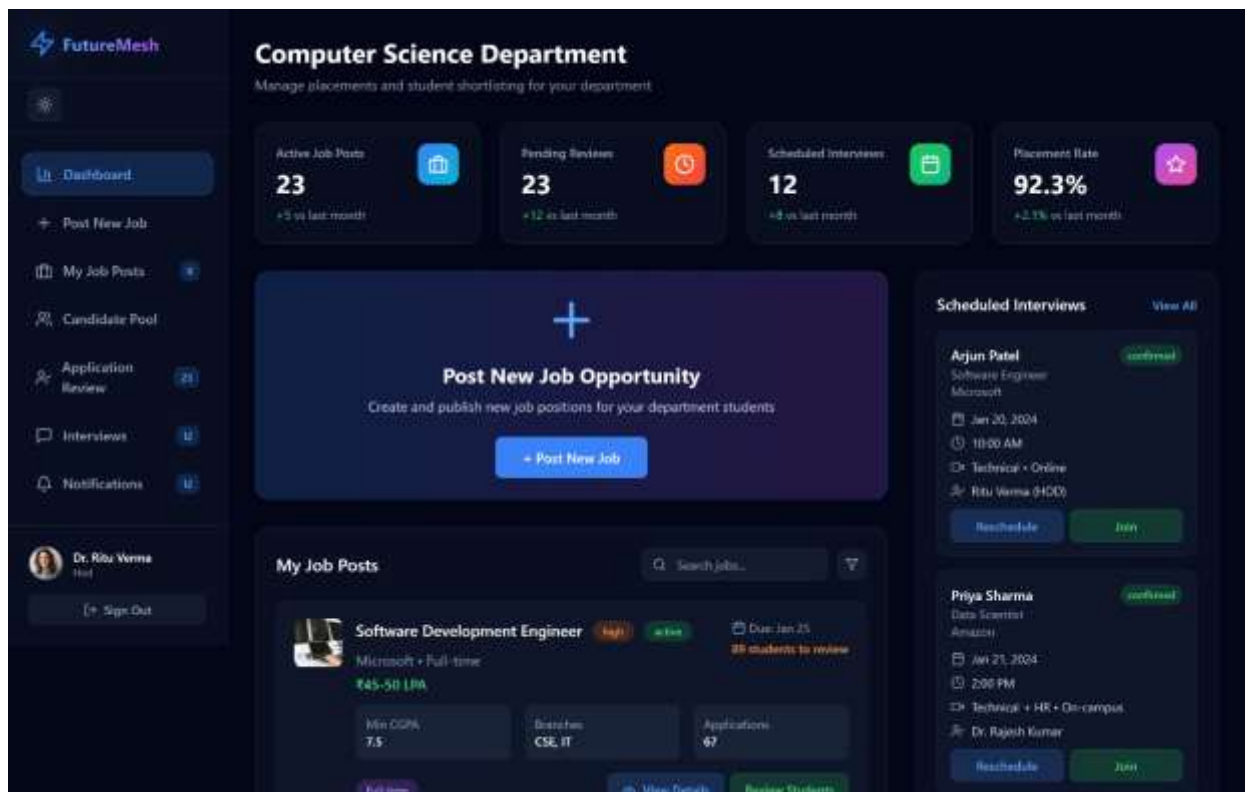 FutureMesh
Dashboard
Post New Job
My Job Posts
Candidate Pool
Application
Review
23
Interviews
12
Notifications
12
Dr. Ritu Verma
Hod
Sign Out
Computer Science Department
Manage placements and student shortlisting for your department
Active Job Posts
23
+5 vs last month
Pending Reviews
23
+12 vs last month
Scheduled Interviews
12
+8 vs last month
Placement Rate
92.3%
+2.1% vs last month
Post New Job Opportunity
Create and publish new job positions for your department students
+ Post New Job
My Job Posts
Search jobs...
Software Development Engineer high active
Due: Jan 25
89 students to review
Microsoft • Full-time
₹45-50 LPA
Min CGPA
7.5
Branches
CSE, IT
Applications
67
Full-time
View Details
Review Students
Scheduled Interviews
View All
Arjun Patel
confirmed
Software Engineer
Microsoft
Jan 20, 2024
10:00 AM
Technical • Online
Ritu Verma (HOD)
Reschedule
Join
Priya Sharma
confirmed
Data Scientist
Amazon
Jan 21, 2024
2:00 PM
Technical + HR • On-campus
Dr. Rajesh Kumar
Reschedule
Join